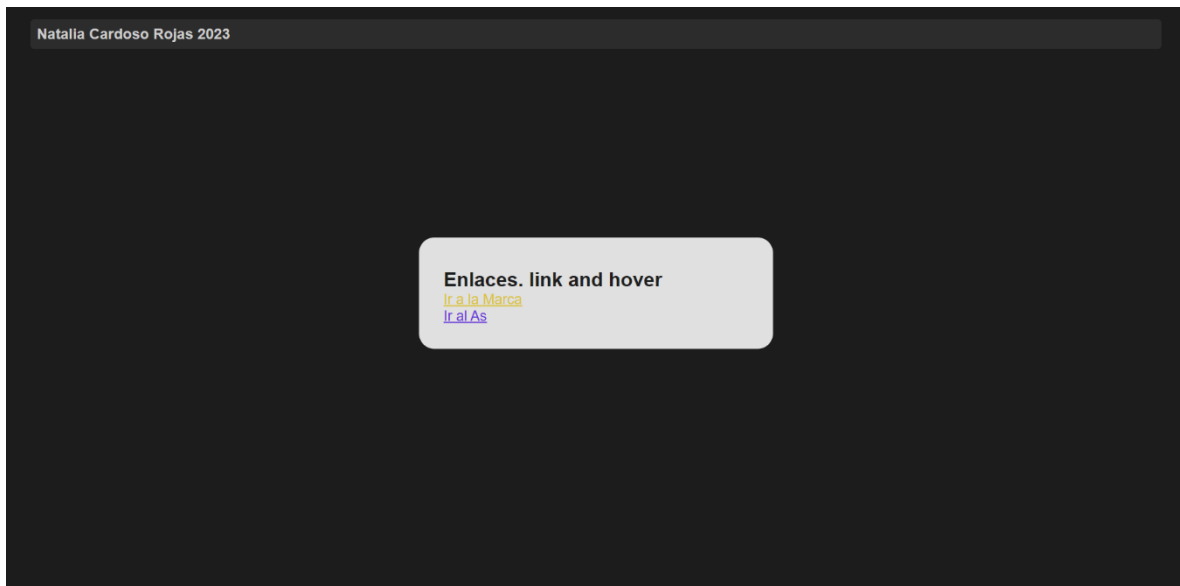 Natalia Cardoso Rojas 2023
Enlaces. link and hover
Ir a la Marca
Ir al As